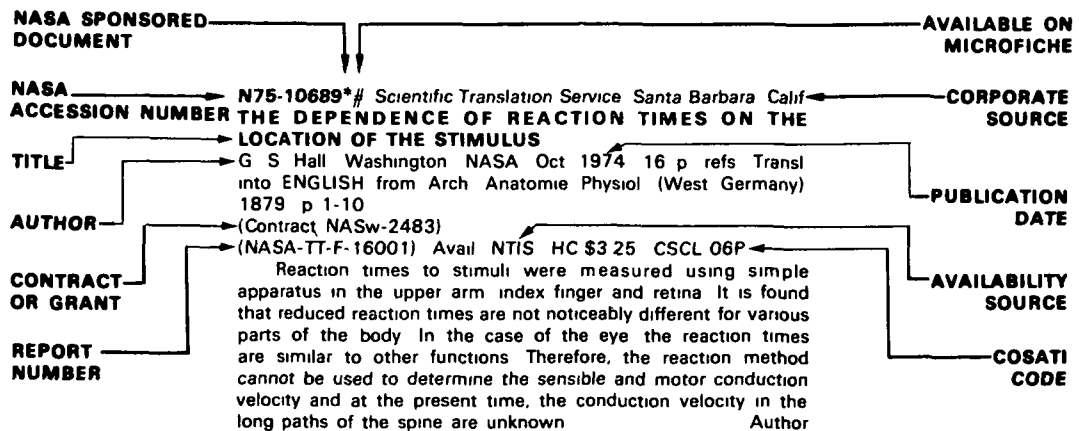 NASA SPONSORED
DOCUMENT
AVAILABLE ON
MICROFICHE
NASA
ACCESSION NUMBER
CORPORATE
SOURCE
N75-10689*# Scientific Translation Service Santa Barbara Calif
THE DEPENDENCE OF REACTION TIMES ON THE
LOCATION OF THE STIMULUS
TITLE
G S Hall Washington NASA Oct 1974 16 p refs Transl
into ENGLISH from Arch Anatomie Physiol (West Germany)
1879 p 1-10
AUTHOR
PUBLICATION
DATE
(Contract NASw-2483)
(NASA-TT-F-16001) Avail NTIS HC $3 25 CSCL 06P
CONTRACT
OR GRANT
AVAILABILITY
SOURCE
REPORT
NUMBER
COSATI
CODE
Reaction times to stimuli were measured using simple
apparatus in the upper arm index finger and retina It is found
that reduced reaction times are not noticeably different for various
parts of the body In the case of the eye the reaction times
are similar to other functions Therefore, the reaction method
cannot be used to determine the sensible and motor conduction
velocity and at the present time, the conduction velocity in the
long paths of the spine are unknown Author